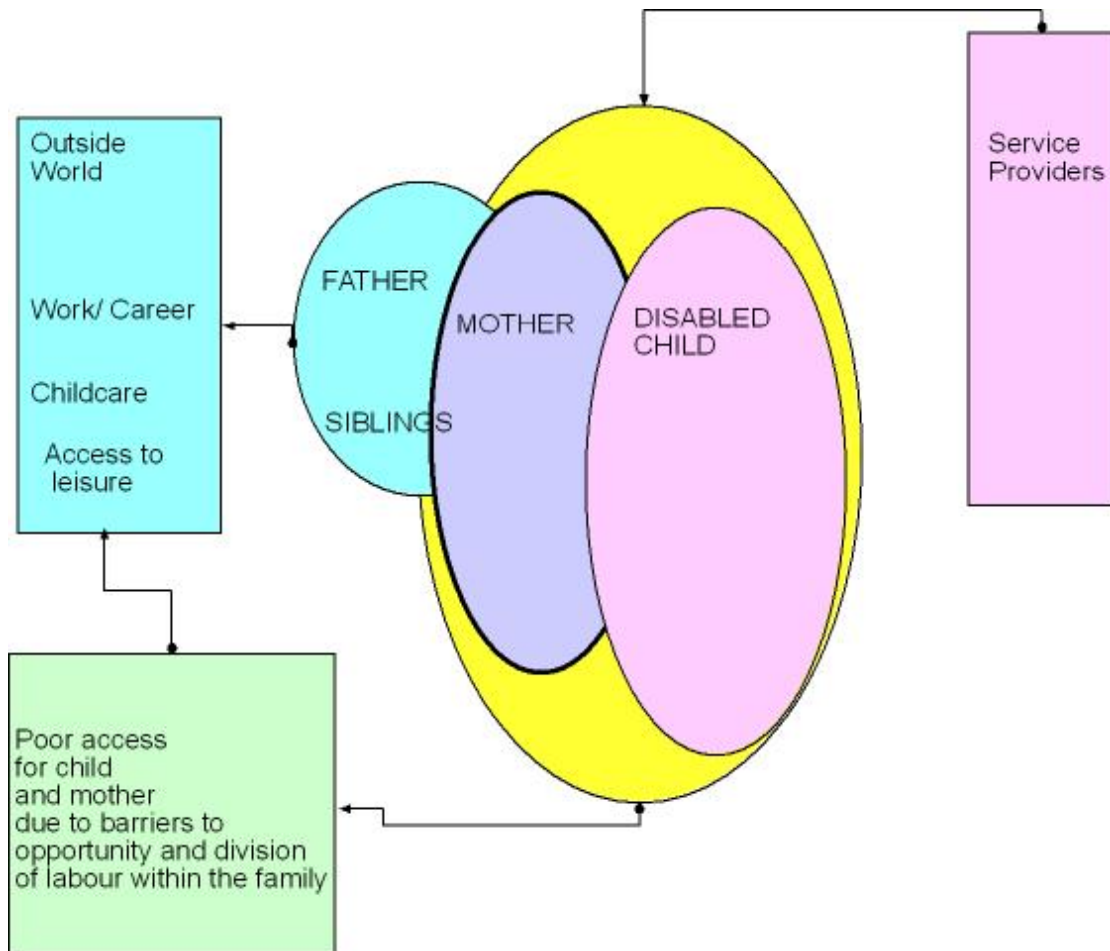 Outside
World
Work/ Career
Childcare
Access to
leisure
FATHER
SIBLINGS
MOTHER
DISABLED
CHILD
Service
Providers
Poor access
for child
and mother
due to barriers to
opportunity and division
of labour within the family